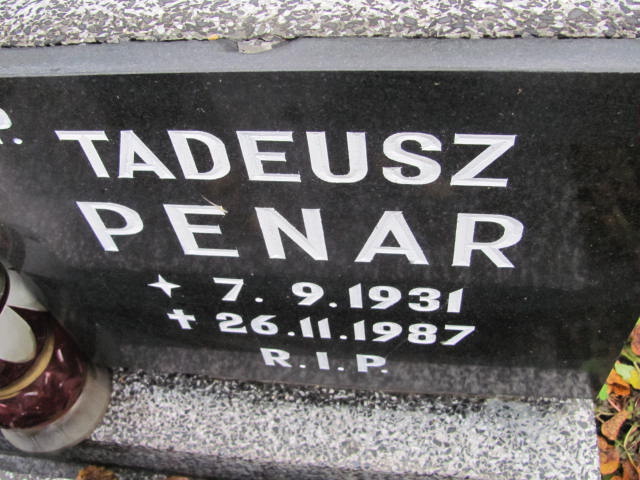 P.
TADEUSZ
PENAR
7. 9.1931
✝ 26.11.1987
R.I.P.